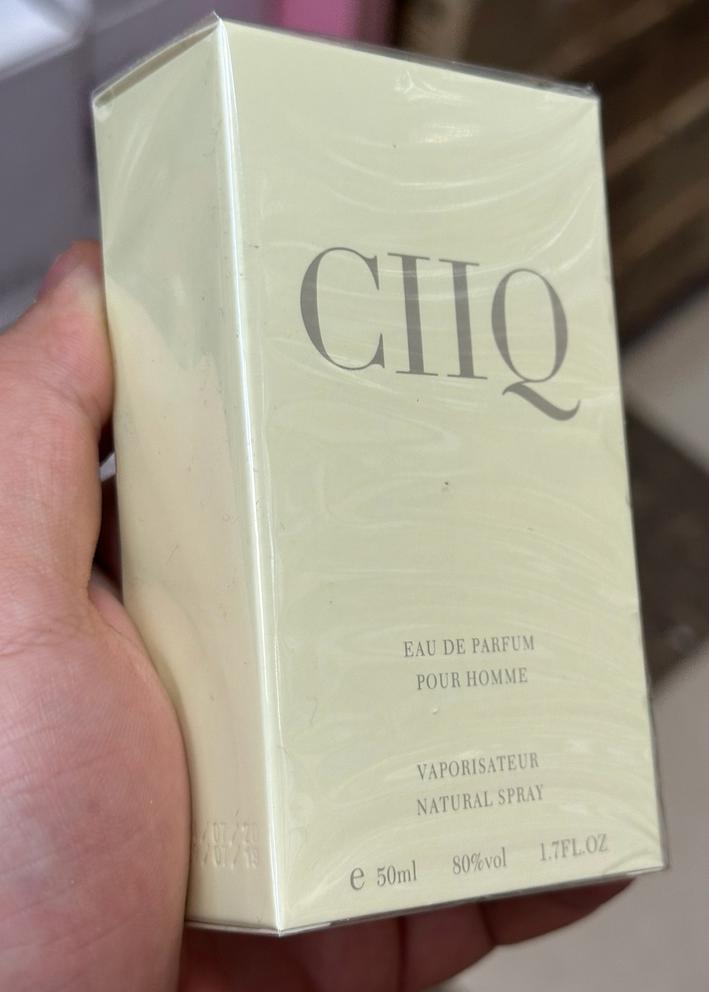 CIIQ
EAU DE PARFUM
POUR HOMME
VAPORISATEUR
NATURAL SPRAY
e 50ml 80%vol 1.7FL.OZ